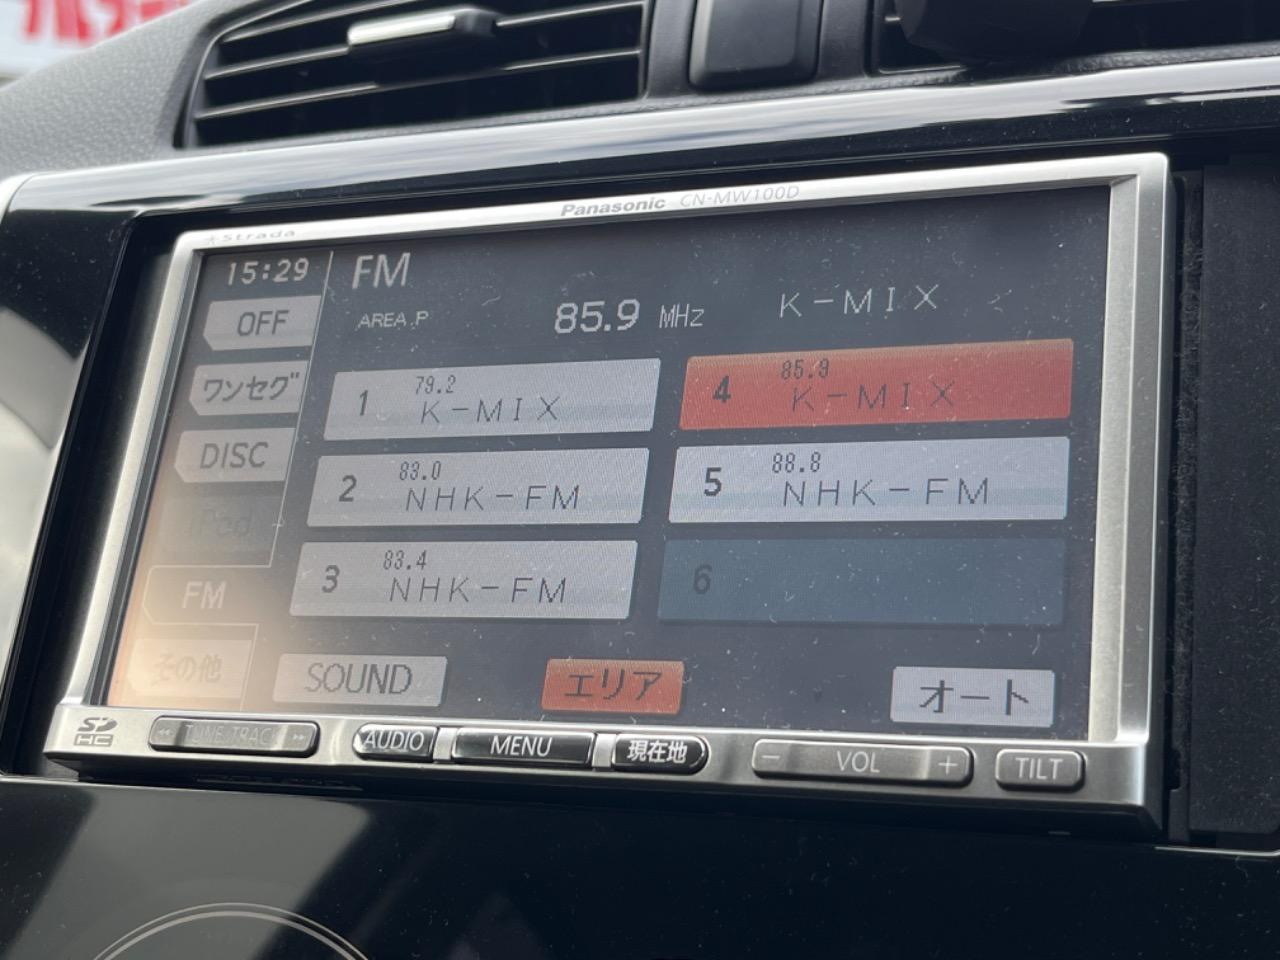 Panasonic CN-MW100D
Strada
15:29
FM
AREA P
85.9 MHz
K-MIX
OFF
ワンセグ
DISC
iPod
FM
その他
1 79.2 K-MIX
4 85.9 K-MIX
2 83.0 NHK-FM
5 88.8 NHK-FM
3 83.4 NHK-FM
6
SOUND
エリア
オート
SD HC
TUNE TRACK
AUDIO
MENU
現在地
− VOL +
TILT